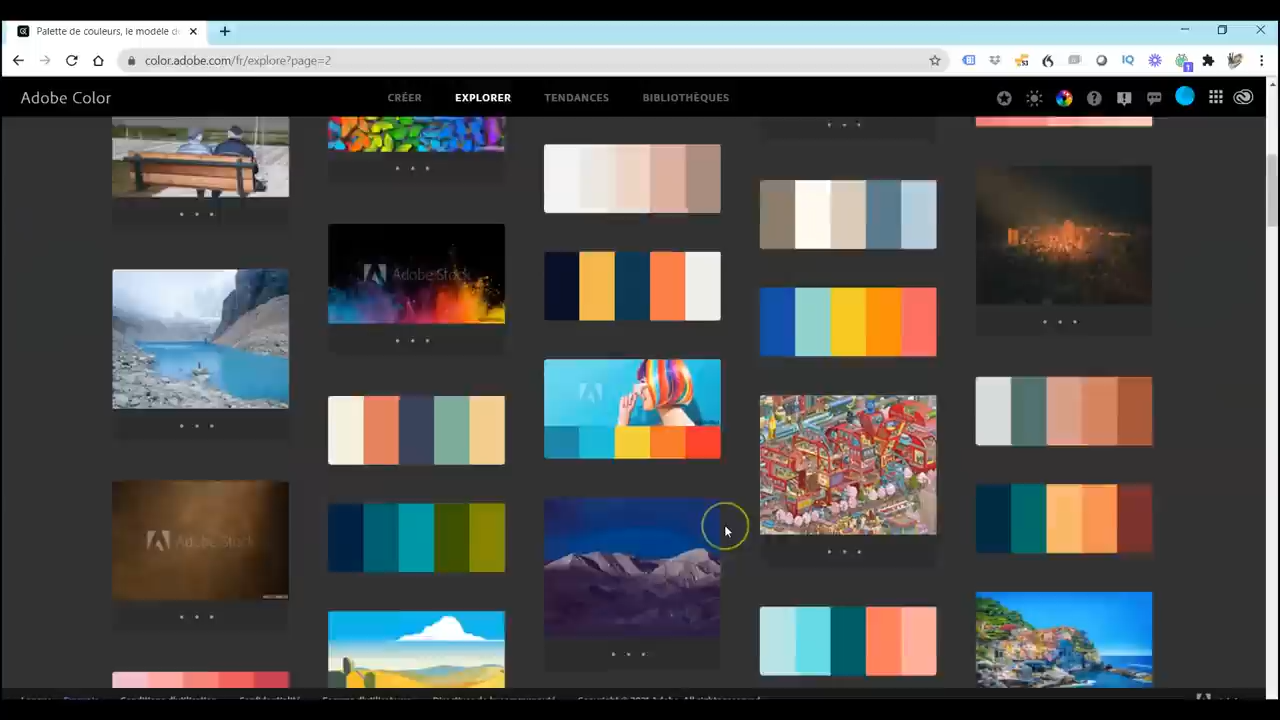 Palette de couleurs, le modèle d
color.adobe.com/fr/explore?page=2
Adobe Color
CRÉER
EXPLORER
TENDANCES
BIBLIOTHÈQUES
Adobe Stock
Adobe Stock